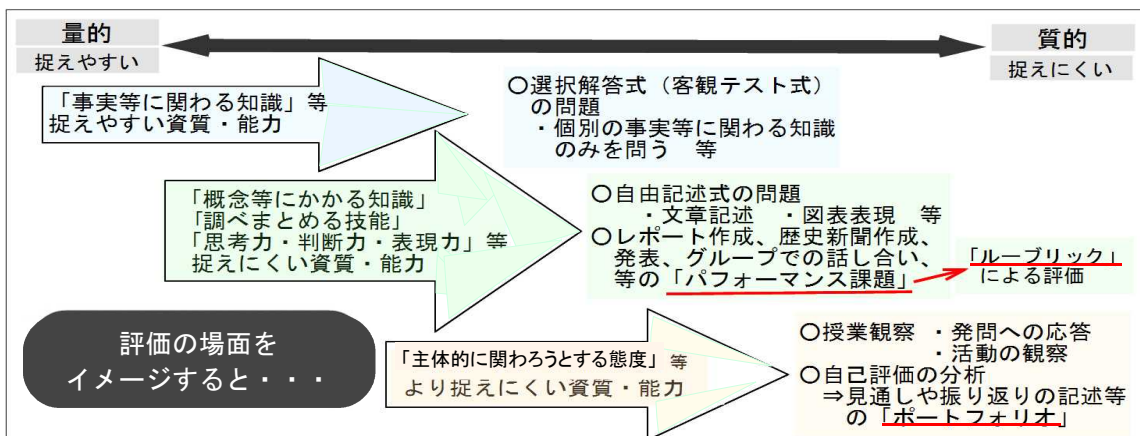 量的
捉えやすい
質的
捉えにくい
「事実等に関わる知識」等
捉えやすい資質・能力
〇選択解答式（客観テスト式）
の問題
・個別の事実等に関わる知識
のみを問う　等
「概念等にかかる知識」
「調べまとめる技能」
「思考力・判断力・表現力」等
捉えにくい資質・能力
〇自由記述式の問題
・文章記述　・図表表現　等
〇レポート作成、歴史新聞作成、
発表、グループでの話し合い、
等の「パフォーマンス課題」
「ルーブリック」
による評価
評価の場面を
イメージすると・・・
「主体的に関わろうとする態度」等
より捉えにくい資質・能力
〇授業観察　・発問への応答
・活動の観察
〇自己評価の分析
⇒見通しや振り返りの記述等
の「ポートフォリオ」